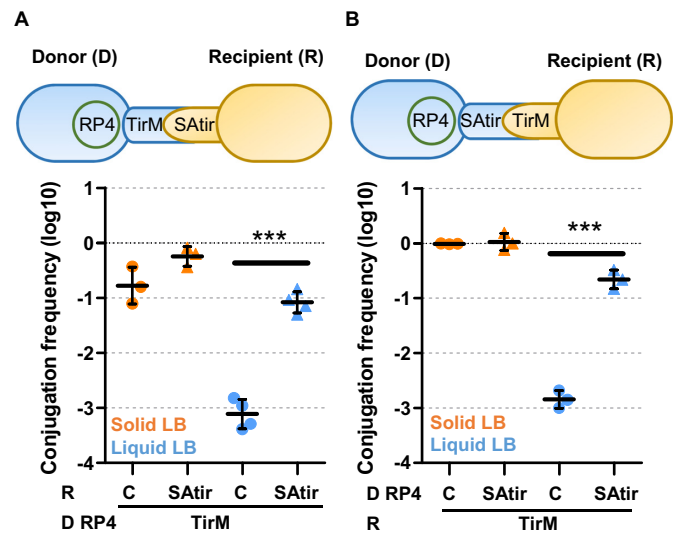 A
Donor (D) Recipient (R)
RP4 TirM SAtir
Conjugation frequency (log10)
1
0
-1
-2
-3
-4
***
Solid LB
Liquid LB
R C SAtir C SAtir
D RP4 TirM
B
Donor (D) Recipient (R)
RP4 SAtir TirM
Conjugation frequency (log10)
1
0
-1
-2
-3
-4
***
Solid LB
Liquid LB
D RP4 C SAtir C SAtir
R TirM